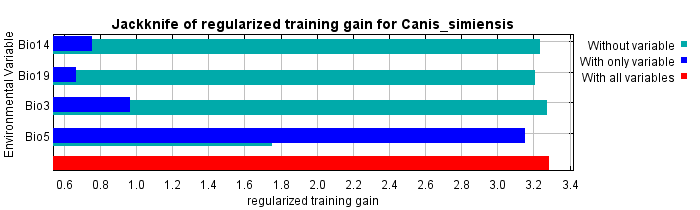 Jackknife of regularized training gain for Canis_simiensis
Environmental Variable
Bio14
Bio19
Bio3
Bio5
Without variable
With only variable
With all variables
0.6 0.8 1.0 1.2 1.4 1.6 1.8 2.0 2.2 2.4 2.6 2.8 3.0 3.2 3.4
regularized training gain